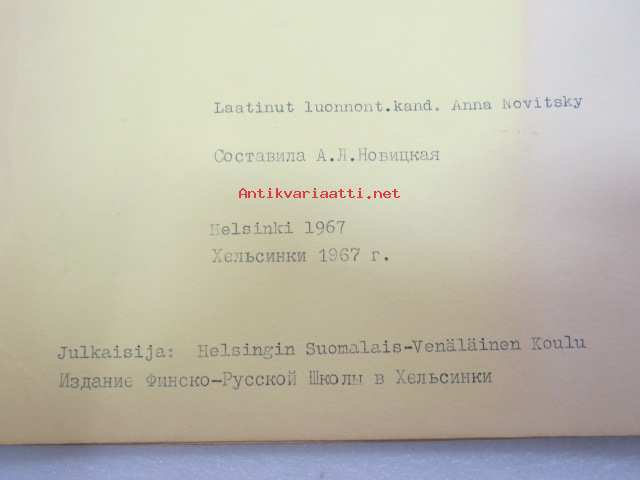 Laatinut luonnont.kand. Anna Novitsky
Составила А.Л.Новицкая
Antikvariaatti.net
Helsinki 1967
Хельсинки 1967 г.
Julkaisija: Helsingin Suomalais-Venäläinen Koulu
Издание Финско-Русской Школы в Хельсинки